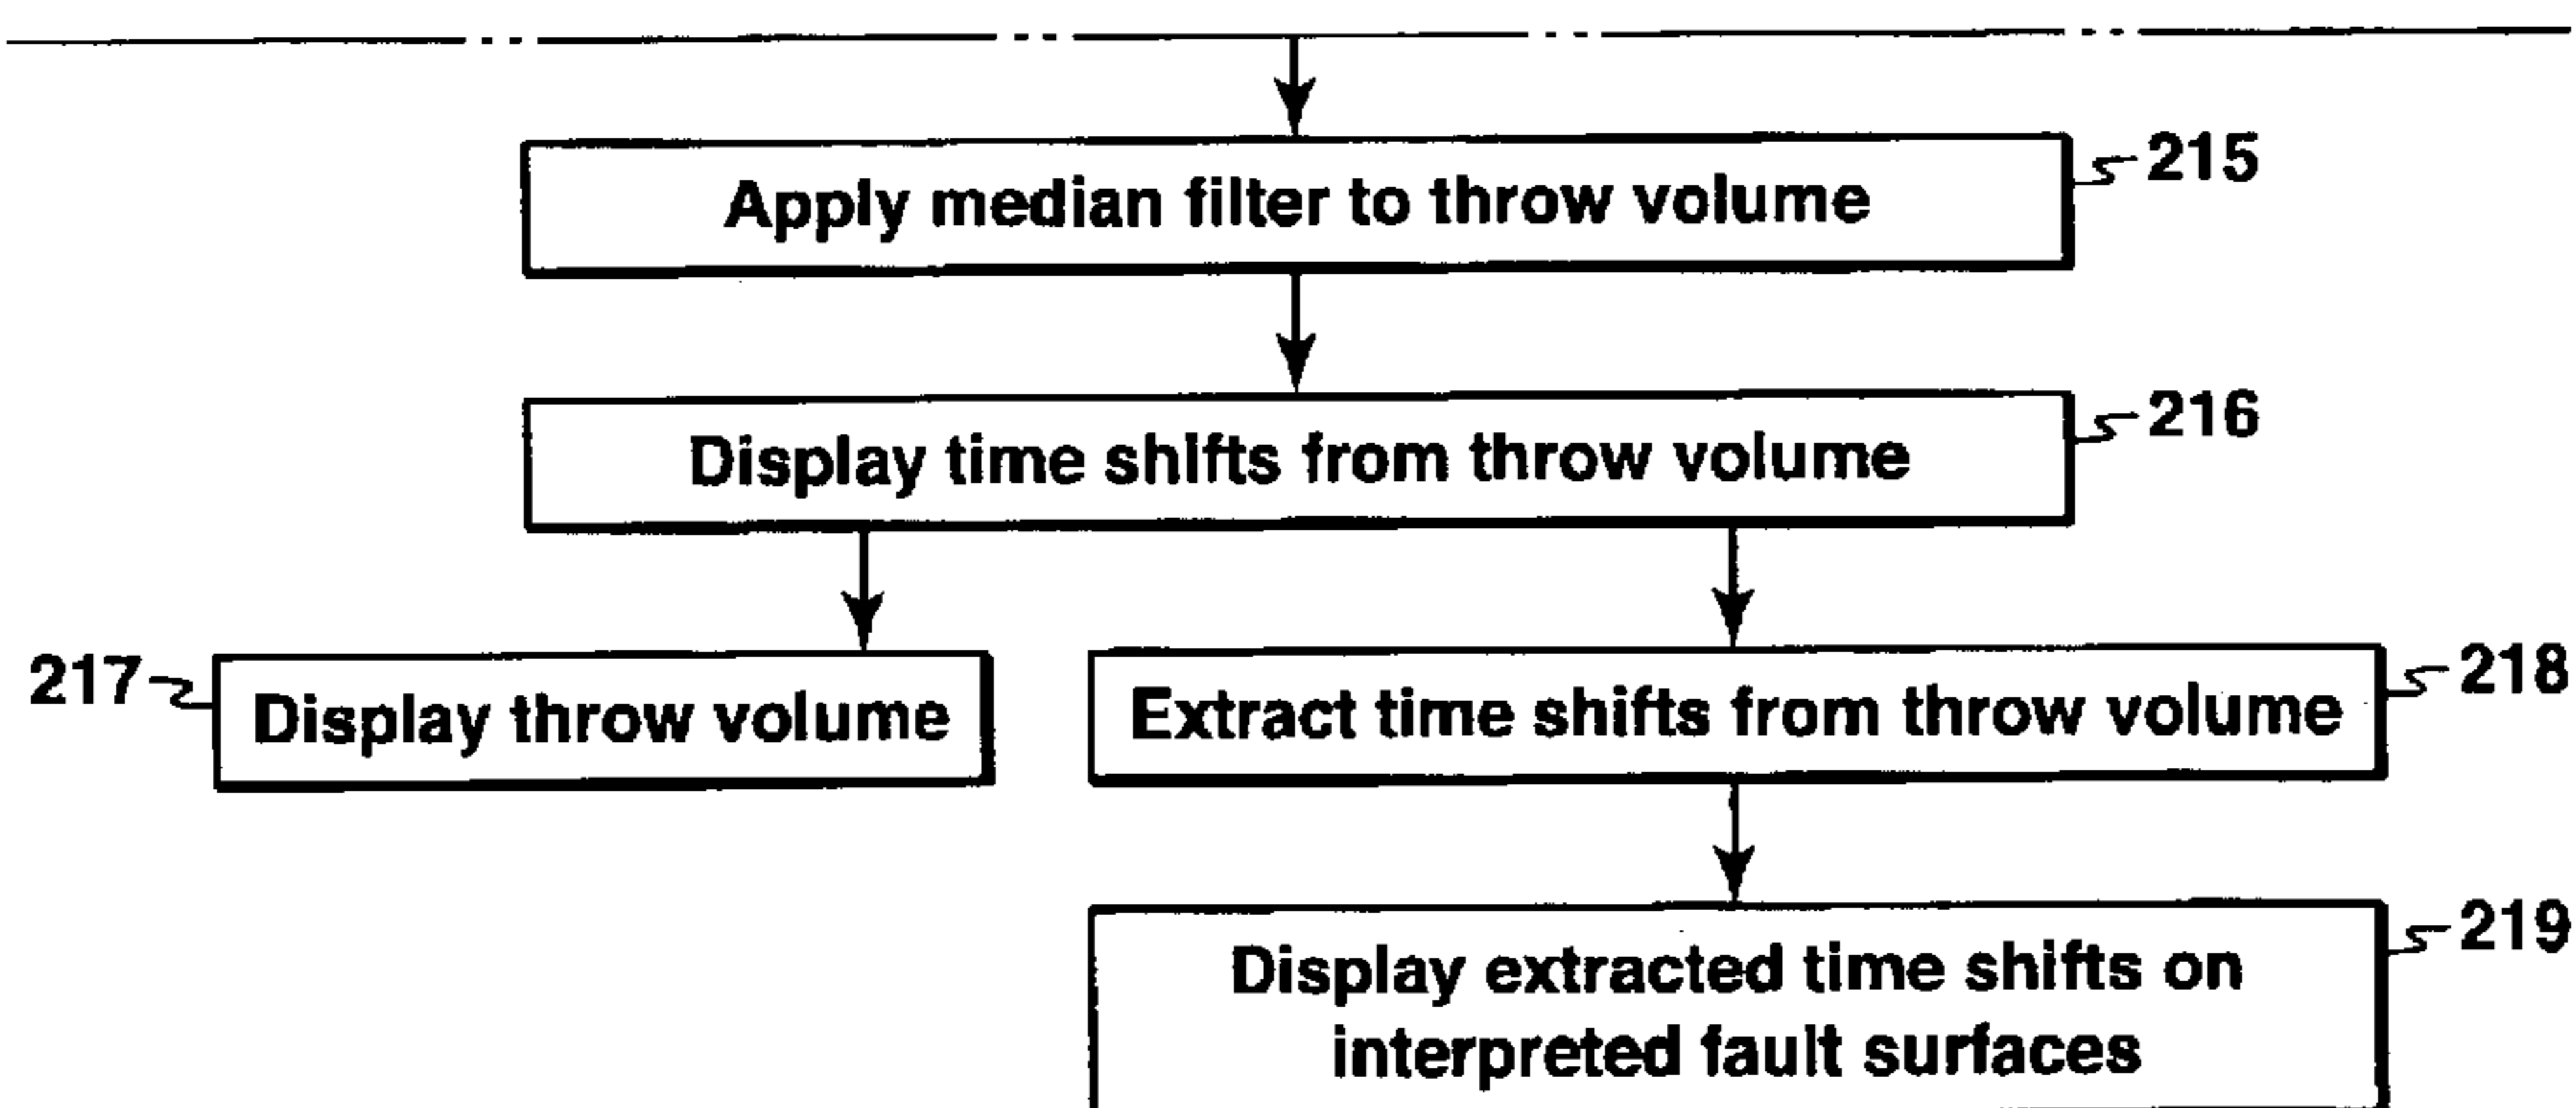 Apply median filter to throw volume
215
Display time shifts from throw volume
216
217
Display throw volume
Extract time shifts from throw volume
218
Display extracted time shifts on
interpreted fault surfaces
219